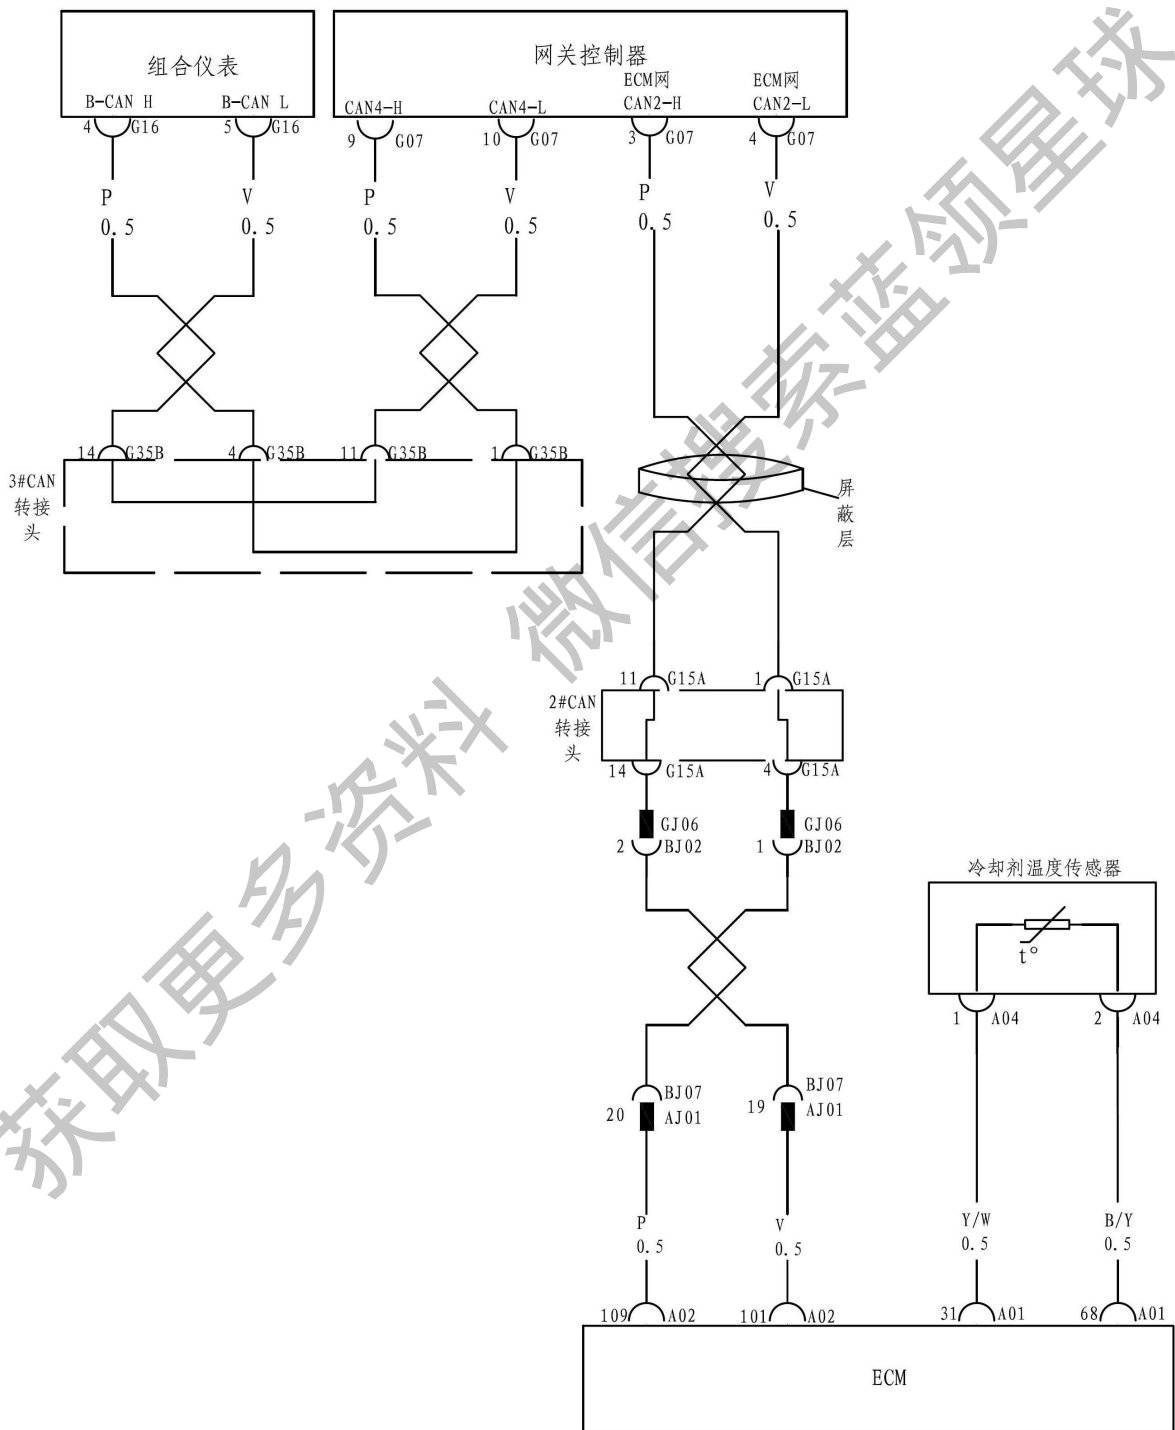 组合仪表
网关控制器
B-CAN H
B-CAN L
CAN4-H
CAN4-L
ECM网
CAN2-H
ECM网
CAN2-L
4
G16
5
G16
9
G07
10
G07
3
G07
4
G07
P
0.5
V
0.5
P
0.5
V
0.5
P
0.5
V
0.5
14
G35B
4
G35B
11
G35B
1
G35B
3#CAN
转接
头
屏
蔽
层
11
G15A
1
G15A
2#CAN
转接
头
14
G15A
4
G15A
GJ06
2
BJ02
GJ06
1
BJ02
冷却剂温度传感器
t°
1
A04
2
A04
BJ07
20
AJ01
BJ07
19
AJ01
P
0.5
V
0.5
Y/W
0.5
B/Y
0.5
109
A02
101
A02
31
A01
68
A01
ECM
获取更多资料 微信搜索蓝领星球